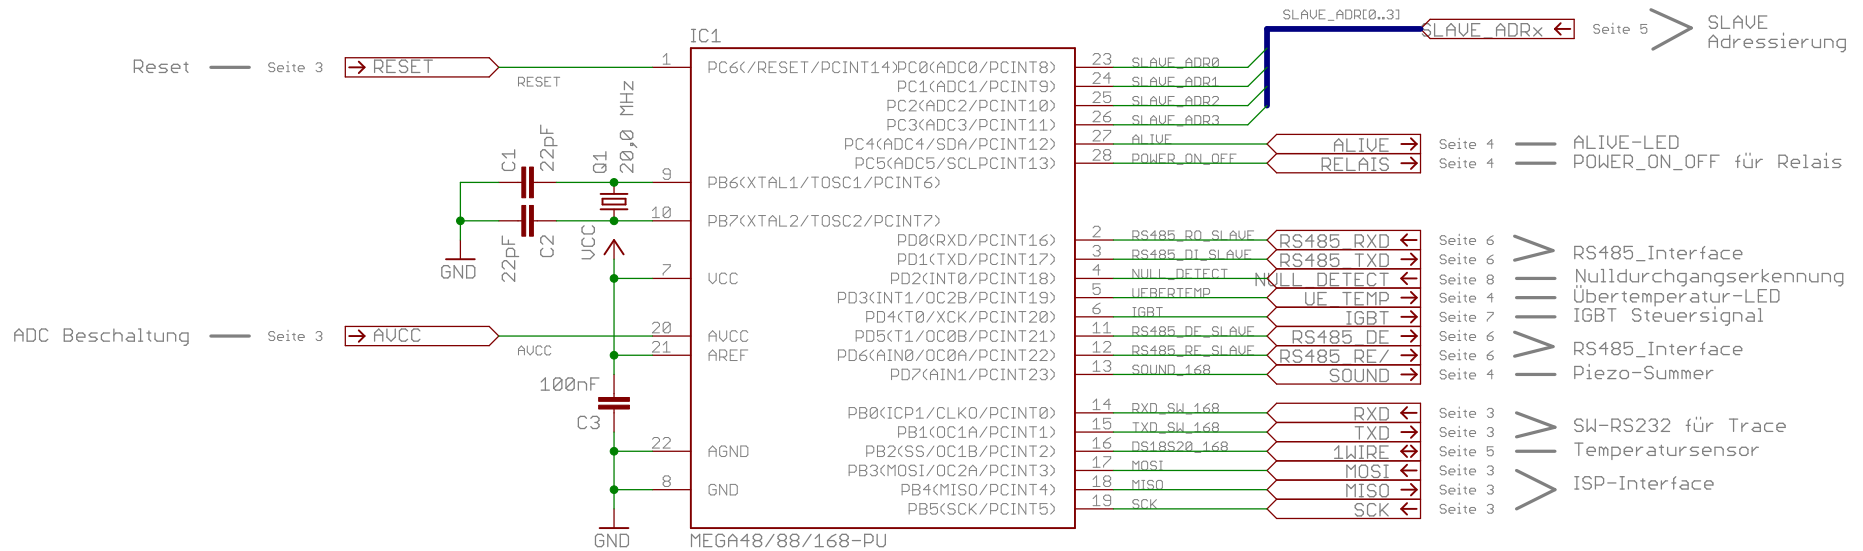 SLAVE_ADR[0..3]
SLAVE_ADRx Seite 5 SLAVE
Adressierung
IC1
Reset Seite 3 RESET
RESET
1 PC6(/RESET/PCINT14)
PC0(ADC0/PCINT8) 23 SLAVE_ADR0
PC1(ADC1/PCINT9) 24 SLAVE_ADR1
PC2(ADC2/PCINT10) 25 SLAVE_ADR2
PC3(ADC3/PCINT11) 26 SLAVE_ADR3
PC4(ADC4/SDA/PCINT12) 27 ALIVE ALIVE Seite 4 ALIVE-LED
PC5(ADC5/SCLPCINT13) 28 POWER_ON_OFF RELAIS Seite 4 POWER_ON_OFF für Relais
C1
22pF
Q1
20,0 MHz
9 PB6(XTAL1/TOSC1/PCINT6)
10 PB7(XTAL2/TOSC2/PCINT7)
22pF
C2
VCC
GND
PD0(RXD/PCINT16) 2 RS485_RO_SLAVE RS485_RXD Seite 6
RS485_Interface
PD1(TXD/PCINT17) 3 RS485_DI_SLAVE RS485_TXD Seite 6
7 VCC
PD2(INT0/PCINT18) 4 NULL_DETECT NULL_DETECT Seite 8 Nulldurchgangserkennung
PD3(INT1/OC2B/PCINT19) 5 UEBERTEMP UE_TEMP Seite 4 Übertemperatur-LED
PD4(T0/XCK/PCINT20) 6 IGBT IGBT Seite 7 IGBT Steuersignal
ADC Beschaltung Seite 3 AVCC
AVCC
20 AVCC
PD5(T1/OC0B/PCINT21) 11 RS485_DE_SLAVE RS485_DE Seite 6
RS485_Interface
21 AREF
PD6(AIN0/OC0A/PCINT22) 12 RS485_RE_SLAVE RS485_RE/ Seite 6
PD7(AIN1/PCINT23) 13 SOUND_168 SOUND Seite 4 Piezo-Summer
100nF
C3
PB0(ICP1/CLKO/PCINT0) 14 RXD_SW_168 RXD Seite 3
SW-RS232 für Trace
PB1(OC1A/PCINT1) 15 TXD_SW_168 TXD Seite 3
22 AGND
PB2(SS/OC1B/PCINT2) 16 DS18S20_168 1WIRE Seite 5 Temperatursensor
PB3(MOSI/OC2A/PCINT3) 17 MOSI MOSI Seite 3
ISP-Interface
8 GND
PB4(MISO/PCINT4) 18 MISO MISO Seite 3
PB5(SCK/PCINT5) 19 SCK SCK Seite 3
GND
MEGA48/88/168-PU